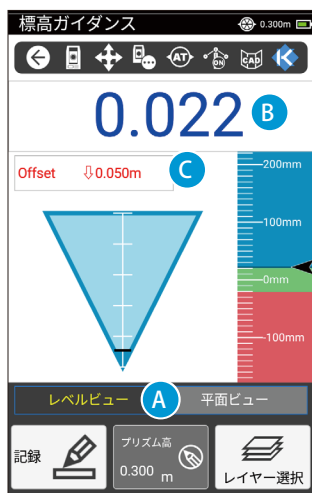 標高ガイダンス 0.300m
AT ON CAD
0.022 B
Offset ⇩0.050m C
200mm
100mm
0mm
-100mm
レベルビュー A 平面ビュー
記録
プリズム高
0.300 m
レイヤー選択